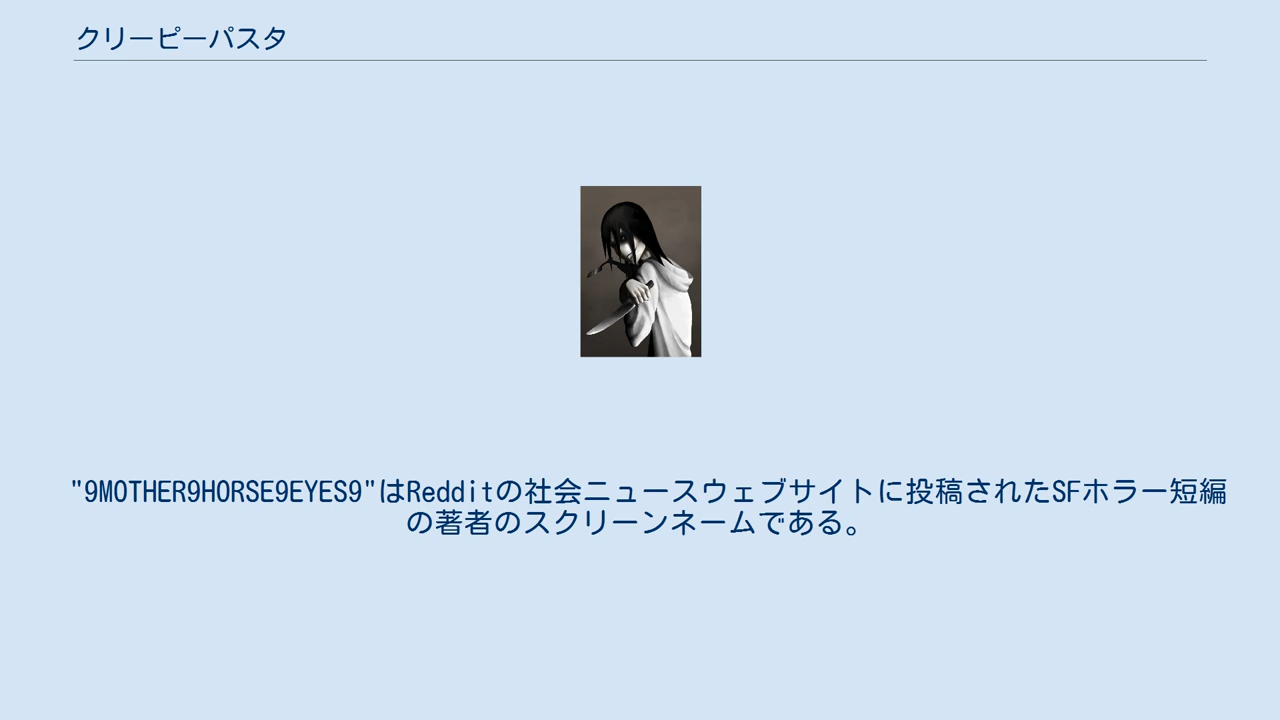 クリーピーパスタ
"9MOTHER9HORSE9EYES9"はRedditの社会ニュースウェブサイトに投稿されたSFホラー短編
の著者のスクリーンネームである。